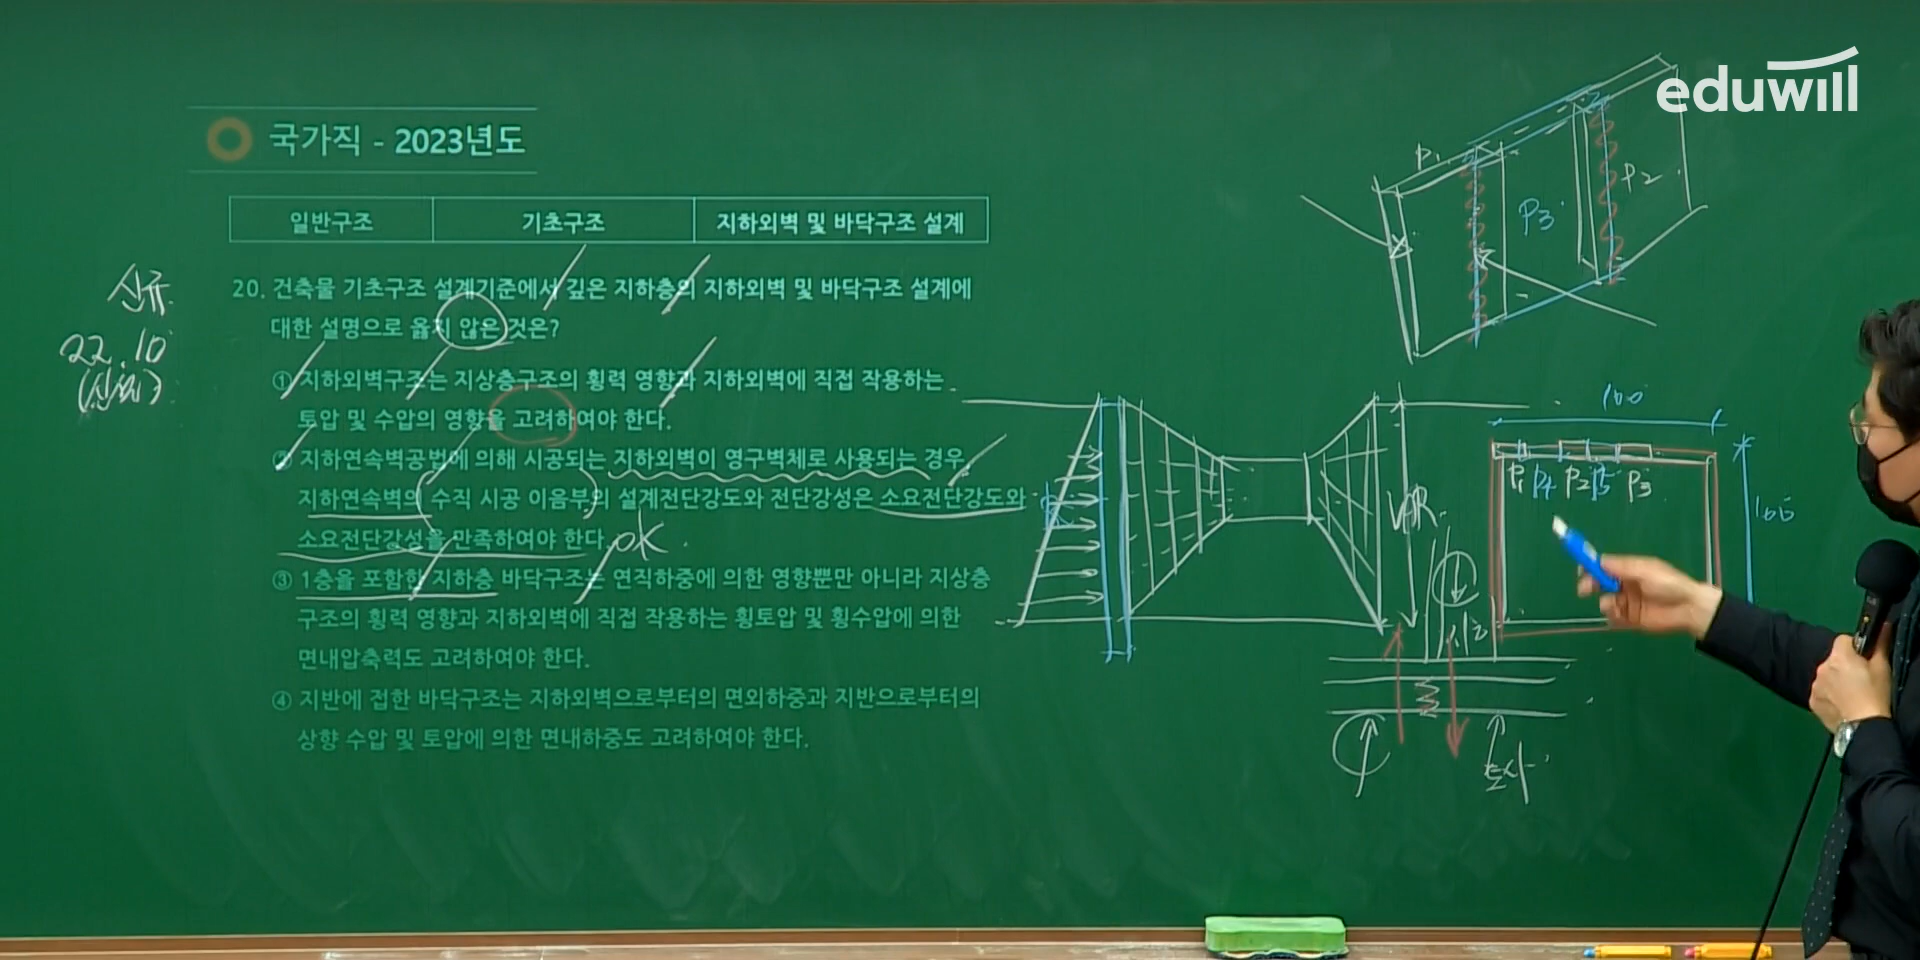 eduwill
국가직 - 2023년도
일반구조 기초구조 지하외벽 및 바닥구조 설계
신규
22.10
20. 건축물 기초구조 설계기준에서 깊은 지하층의 지하외벽 및 바닥구조 설계에
대한 설명으로 옳지 않은 것은?
① 지하외벽구조는 지상층구조의 횡력 영향과 지하외벽에 직접 작용하는
토압 및 수압의 영향을 고려하여야 한다.
② 지하연속벽공법에 의해 시공되는 지하외벽이 영구벽체로 사용되는 경우,
지하연속벽의 수직 시공 이음부의 설계전단강도와 전단강성은 소요전단강도와
소요전단강성을 만족하여야 한다. ok.
③ 1층을 포함한 지하층 바닥구조는 연직하중에 의한 영향뿐만 아니라 지상층
구조의 횡력 영향과 지하외벽에 직접 작용하는 횡토압 및 횡수압에 의한
면내압축력도 고려하여야 한다.
④ 지반에 접한 바닥구조는 지하외벽으로부터의 면외하중과 지반으로부터의
상향 수압 및 토압에 의한 면내하중도 고려하여야 한다.
P1
P3
P2
100
P1 P4 P2 P5 P3
100